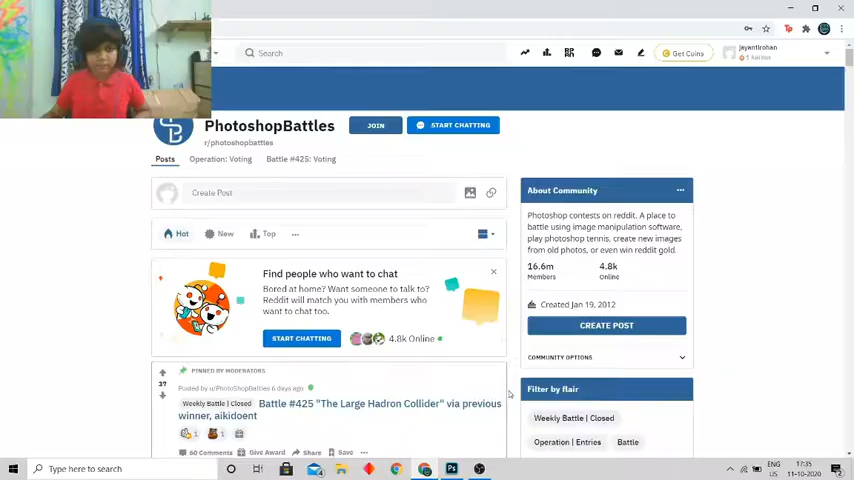 Search
Get Coins
jayantirohan
1 karma
PhotoshopBattles
JOIN
START CHATTING
r/photoshopbattles
Posts
Operation: Voting
Battle #425: Voting
Create Post
Hot
New
Top
Find people who want to chat
Bored at home? Want someone to talk to?
Reddit will match you with members who
want to chat too.
START CHATTING
4.8k Online
PINNED BY MODERATORS
37
Posted by u/PhotoShopBattles 6 days ago
Weekly Battle | Closed
Battle #425 "The Large Hadron Collider" via previous
winner, aikidoent
1
1
60 Comments
Give Award
Share
Save
About Community
Photoshop contests on reddit. A place to
battle using image manipulation software,
play photoshop tennis, create new images
from old photos, or even win reddit gold.
16.6m
4.8k
Members
Online
Created Jan 19, 2012
CREATE POST
COMMUNITY OPTIONS
Filter by flair
Weekly Battle | Closed
Operation | Entries
Battle
Type here to search
Ps
ENG
US
17:35
11-10-2020